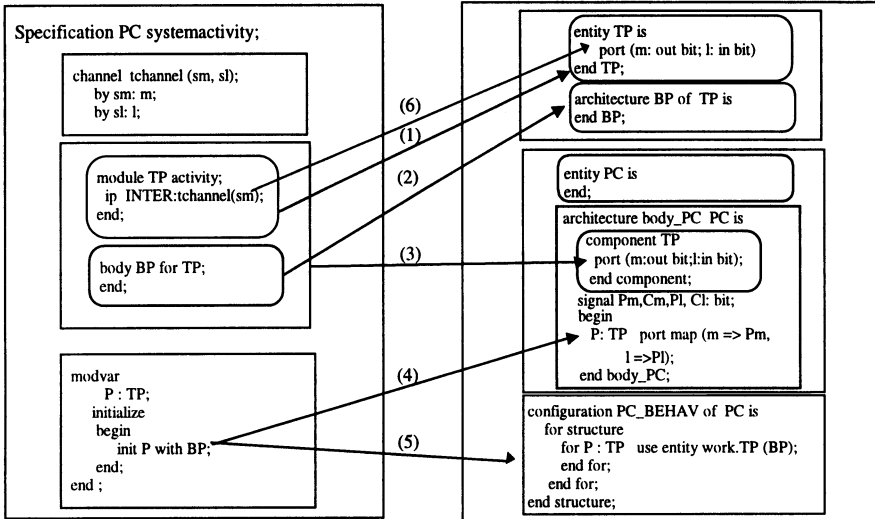 Specification PC systemactivity;
channel tchannel (sm, sl);
by sm: m;
by sl: l;
module TP activity;
ip INTER:tchannel(sm);
end;
body BP for TP;
end;
modvar
P : TP;
initialize
begin
init P with BP;
end;
end ;
(6)
(1)
(2)
(3)
(4)
(5)
entity TP is
port (m: out bit; l: in bit)
end TP;
architecture BP of TP is
end BP;
entity PC is
end;
architecture body_PC PC is
component TP
port (m:out bit;l:in bit);
end component;
signal Pm,Cm,Pl, Cl: bit;
begin
P: TP port map (m => Pm,
l =>Pl);
end body_PC;
configuration PC_BEHAV of PC is
for structure
for P : TP use entity work.TP (BP);
end for;
end for;
end structure;